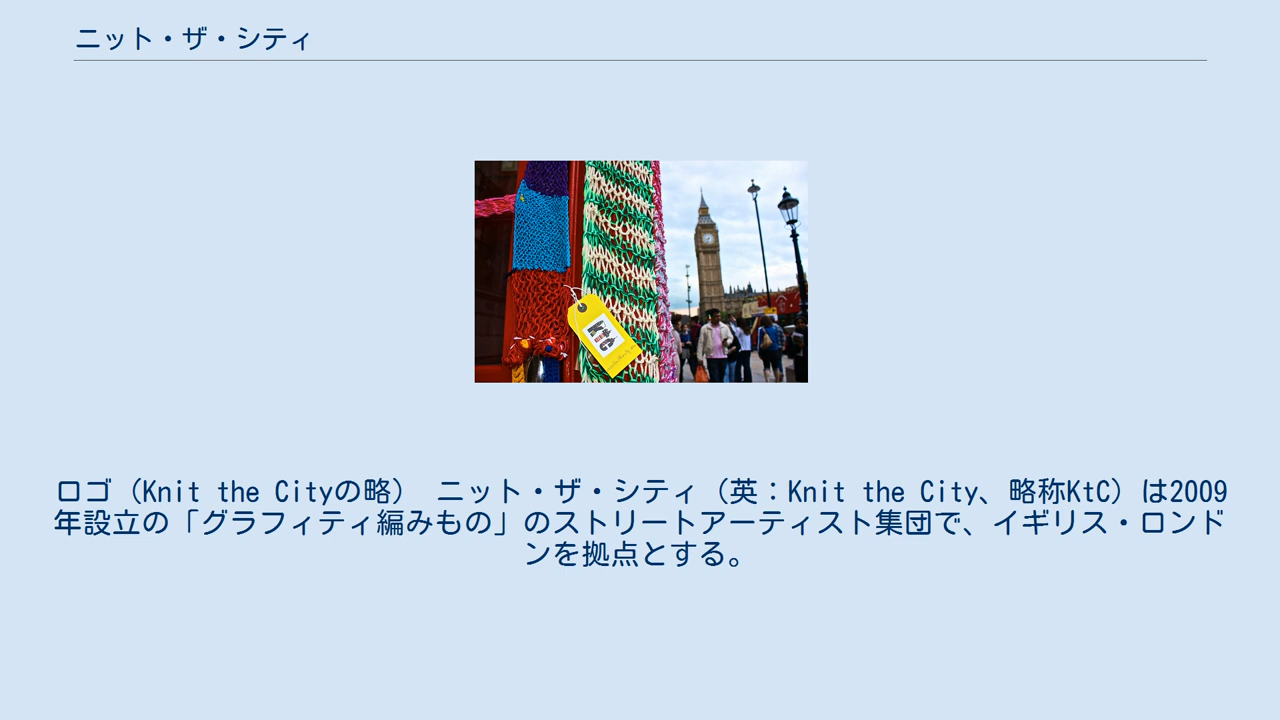 ニット・ザ・シティ
ロゴ（Knit the Cityの略） ニット・ザ・シティ（英：Knit the City、略称KtC）は2009
年設立の「グラフィティ編みもの」のストリートアーティスト集団で、イギリス・ロンド
ンを拠点とする。